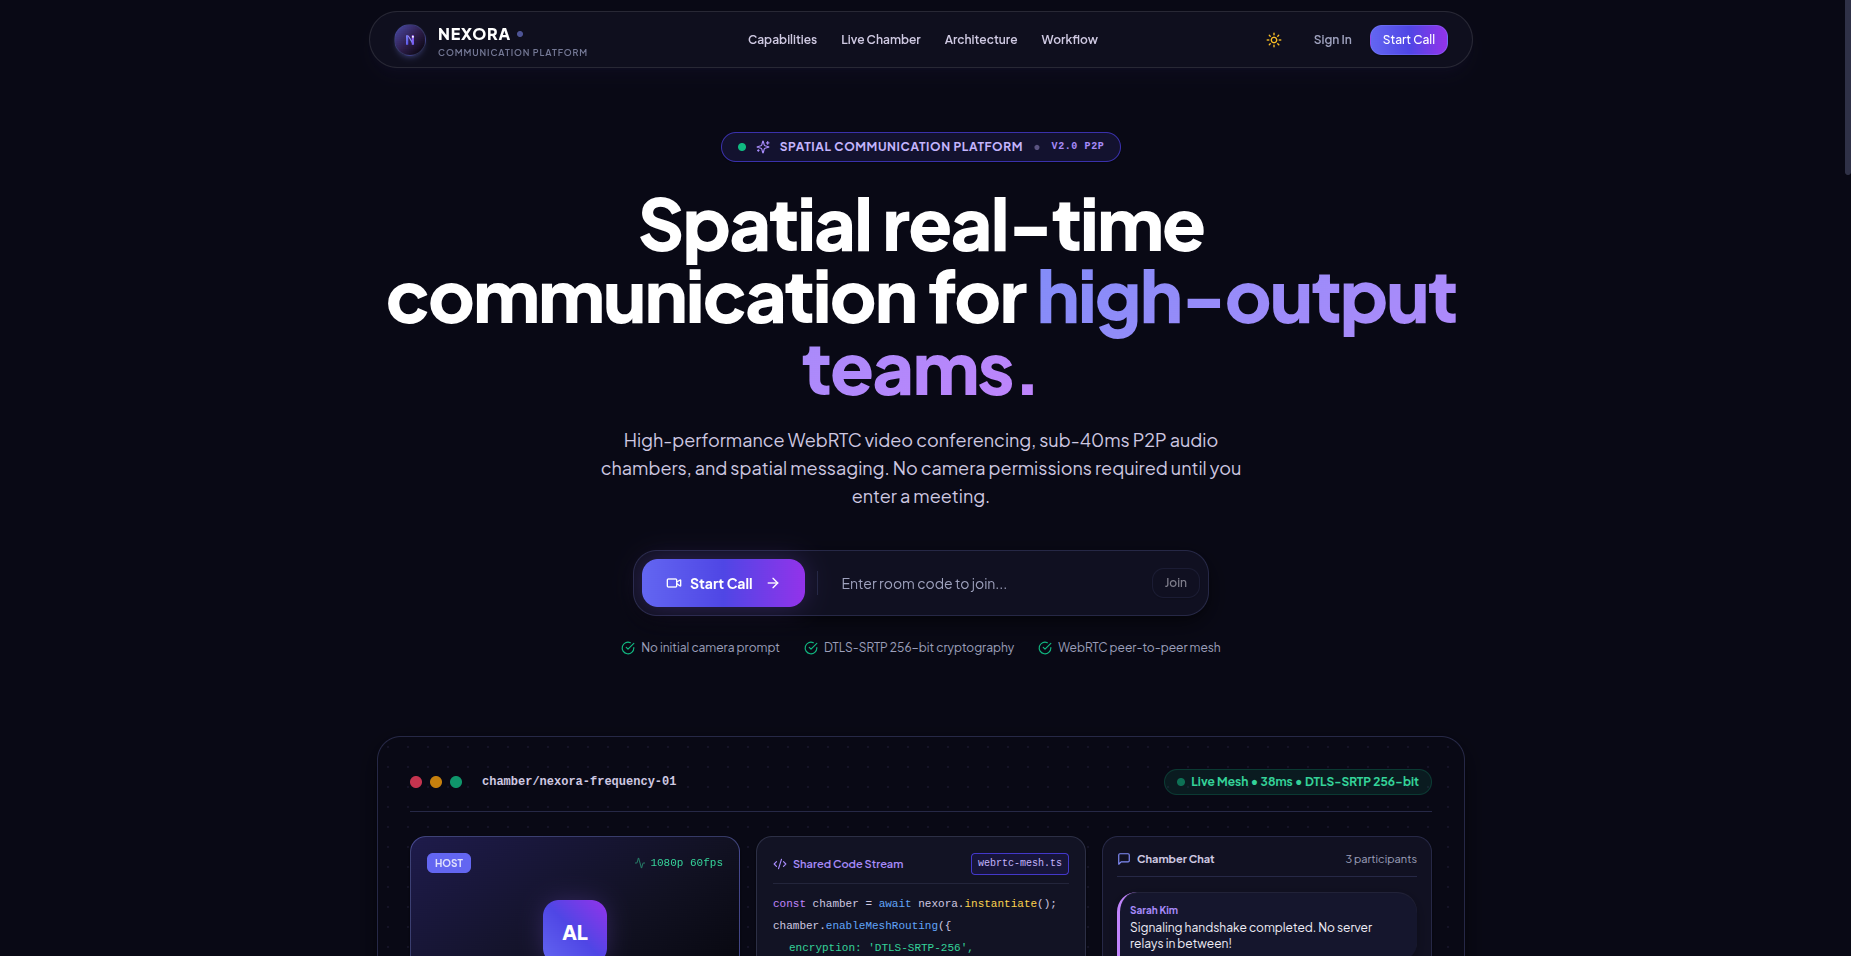 N
NEXORA
COMMUNICATION PLATFORM
Capabilities
Live Chamber
Architecture
Workflow
Sign In
Start Call
SPATIAL COMMUNICATION PLATFORM • V2.0 P2P
Spatial real-time
communication for high-output
teams.
High-performance WebRTC video conferencing, sub-40ms P2P audio
chambers, and spatial messaging. No camera permissions required until you
enter a meeting.
Start Call →
Enter room code to join...
Join
No initial camera prompt
DTLS-SRTP 256-bit cryptography
WebRTC peer-to-peer mesh
chamber/nexora-frequency-01
Live Mesh • 38ms • DTLS-SRTP 256-bit
HOST
1080p 60fps
AL
Shared Code Stream
webrtc-mesh.ts
const chamber = await nexora.instantiate();
chamber.enableMeshRouting({
encryption: 'DTLS-SRTP-256',
Chamber Chat
3 participants
Sarah Kim
Signaling handshake completed. No server
relays in between!